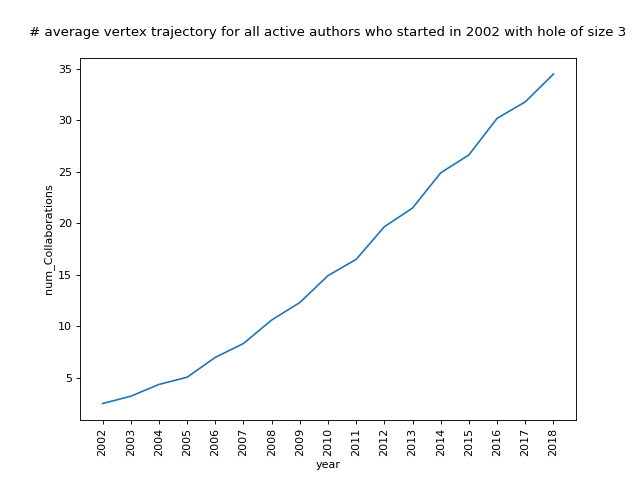 # average vertex trajectory for all active authors who started in 2002 with hole of size 3
35
30
25
20
15
10
5
num_Collaborations
2002 2003 2004 2005 2006 2007 2008 2009 2010 2011 2012 2013 2014 2015 2016 2017 2018
year